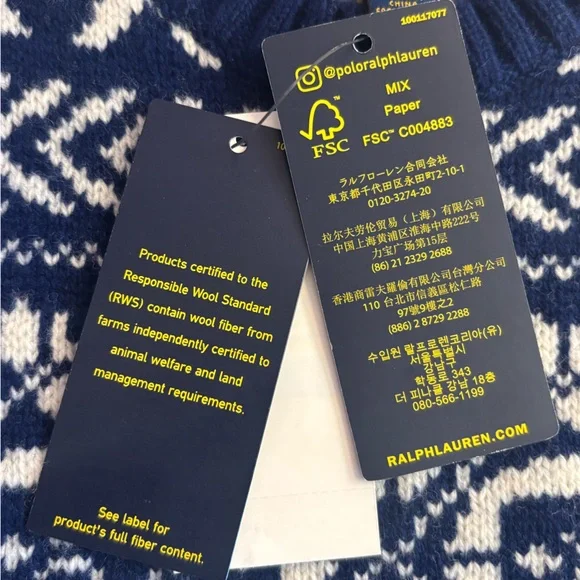 CHINA
100117077
@poloralphlauren
MIX
Paper
FSC™ C004883
FSC
ラルフローレン合同会社
東京都千代田区永田町2-10-1
0120-3274-20
拉尔夫劳伦贸易（上海）有限公司
中国上海黄浦区淮海中路222号
力宝广场第15层
(86) 21 2329 2688
香港商雷夫羅倫有限公司台灣分公司
110 台北市信義區松仁路
97號9樓之2
(886) 2 8729 2288
수입원 랄프로렌코리아(유)
서울특별시
강남구
학동로 343
더 피나클 강남 18층
080-566-1199
RALPHLAUREN.COM
10
Products certified to the
Responsible Wool Standard
(RWS) contain wool fiber from
farms independently certified to
animal welfare and land
management requirements.
See label for
product's full fiber content.